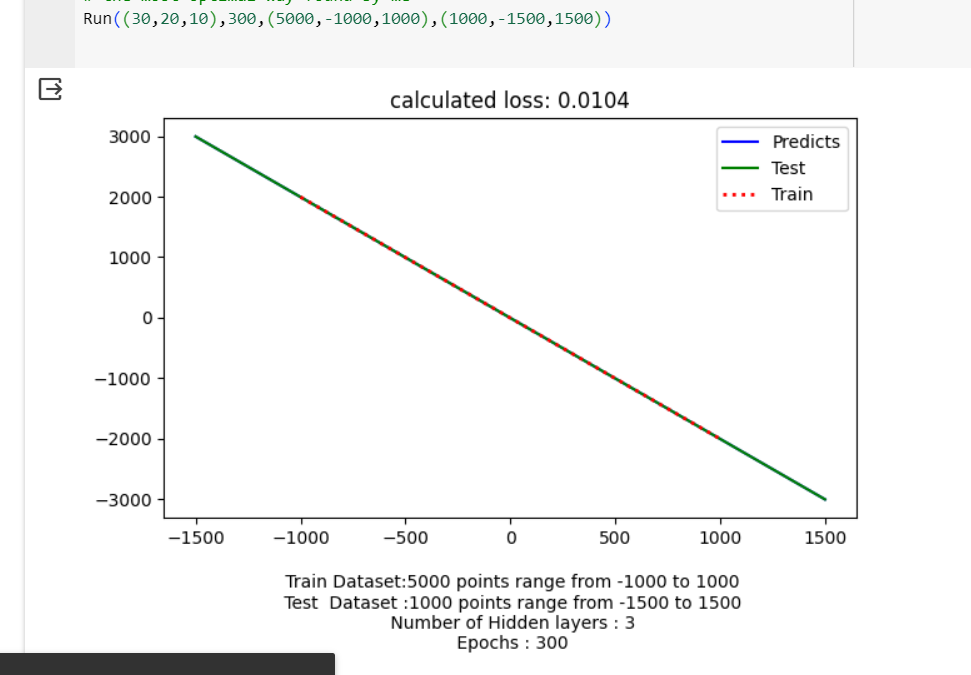 Run((30,20,10),300,(5000,-1000,1000),(1000,-1500,1500))
calculated loss: 0.0104
3000
2000
1000
0
−1000
−2000
−3000
Predicts
Test
Train
−1500 −1000 −500 0 500 1000 1500
Train Dataset:5000 points range from -1000 to 1000
Test  Dataset :1000 points range from -1500 to 1500
Number of Hidden layers : 3
Epochs : 300